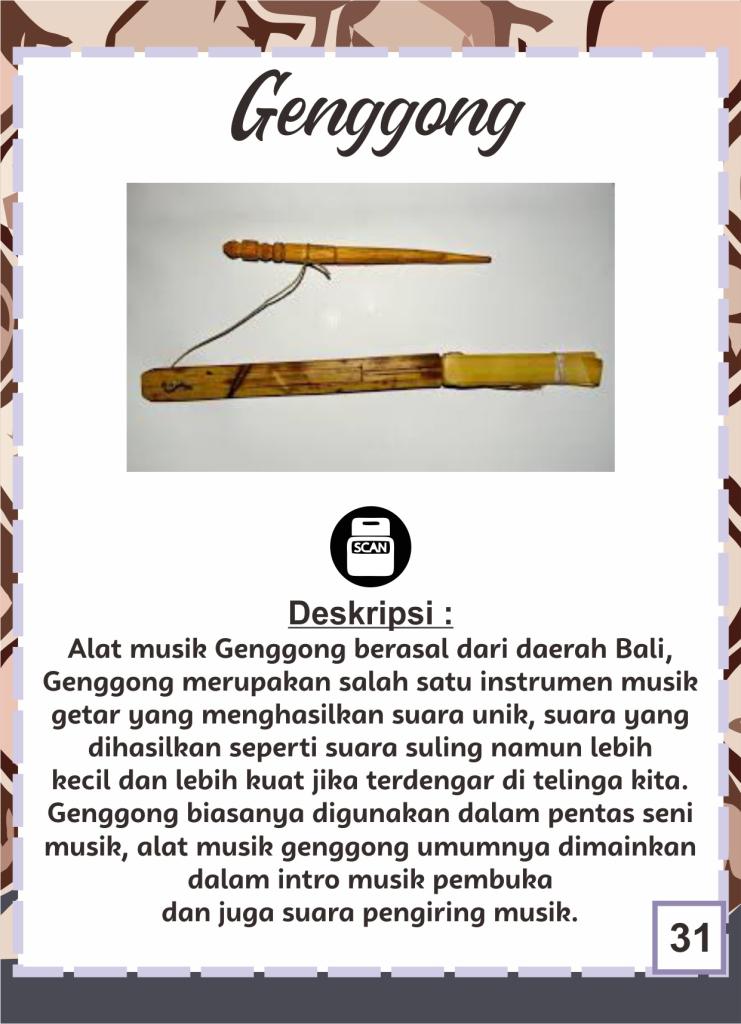 Genggong
SCAN
Deskripsi :
Alat musik Genggong berasal dari daerah Bali,
Genggong merupakan salah satu instrumen musik
getar yang menghasilkan suara unik, suara yang
dihasilkan seperti suara suling namun lebih
kecil dan lebih kuat jika terdengar di telinga kita.
Genggong biasanya digunakan dalam pentas seni
musik, alat musik genggong umumnya dimainkan
dalam intro musik pembuka
dan juga suara pengiring musik.
31